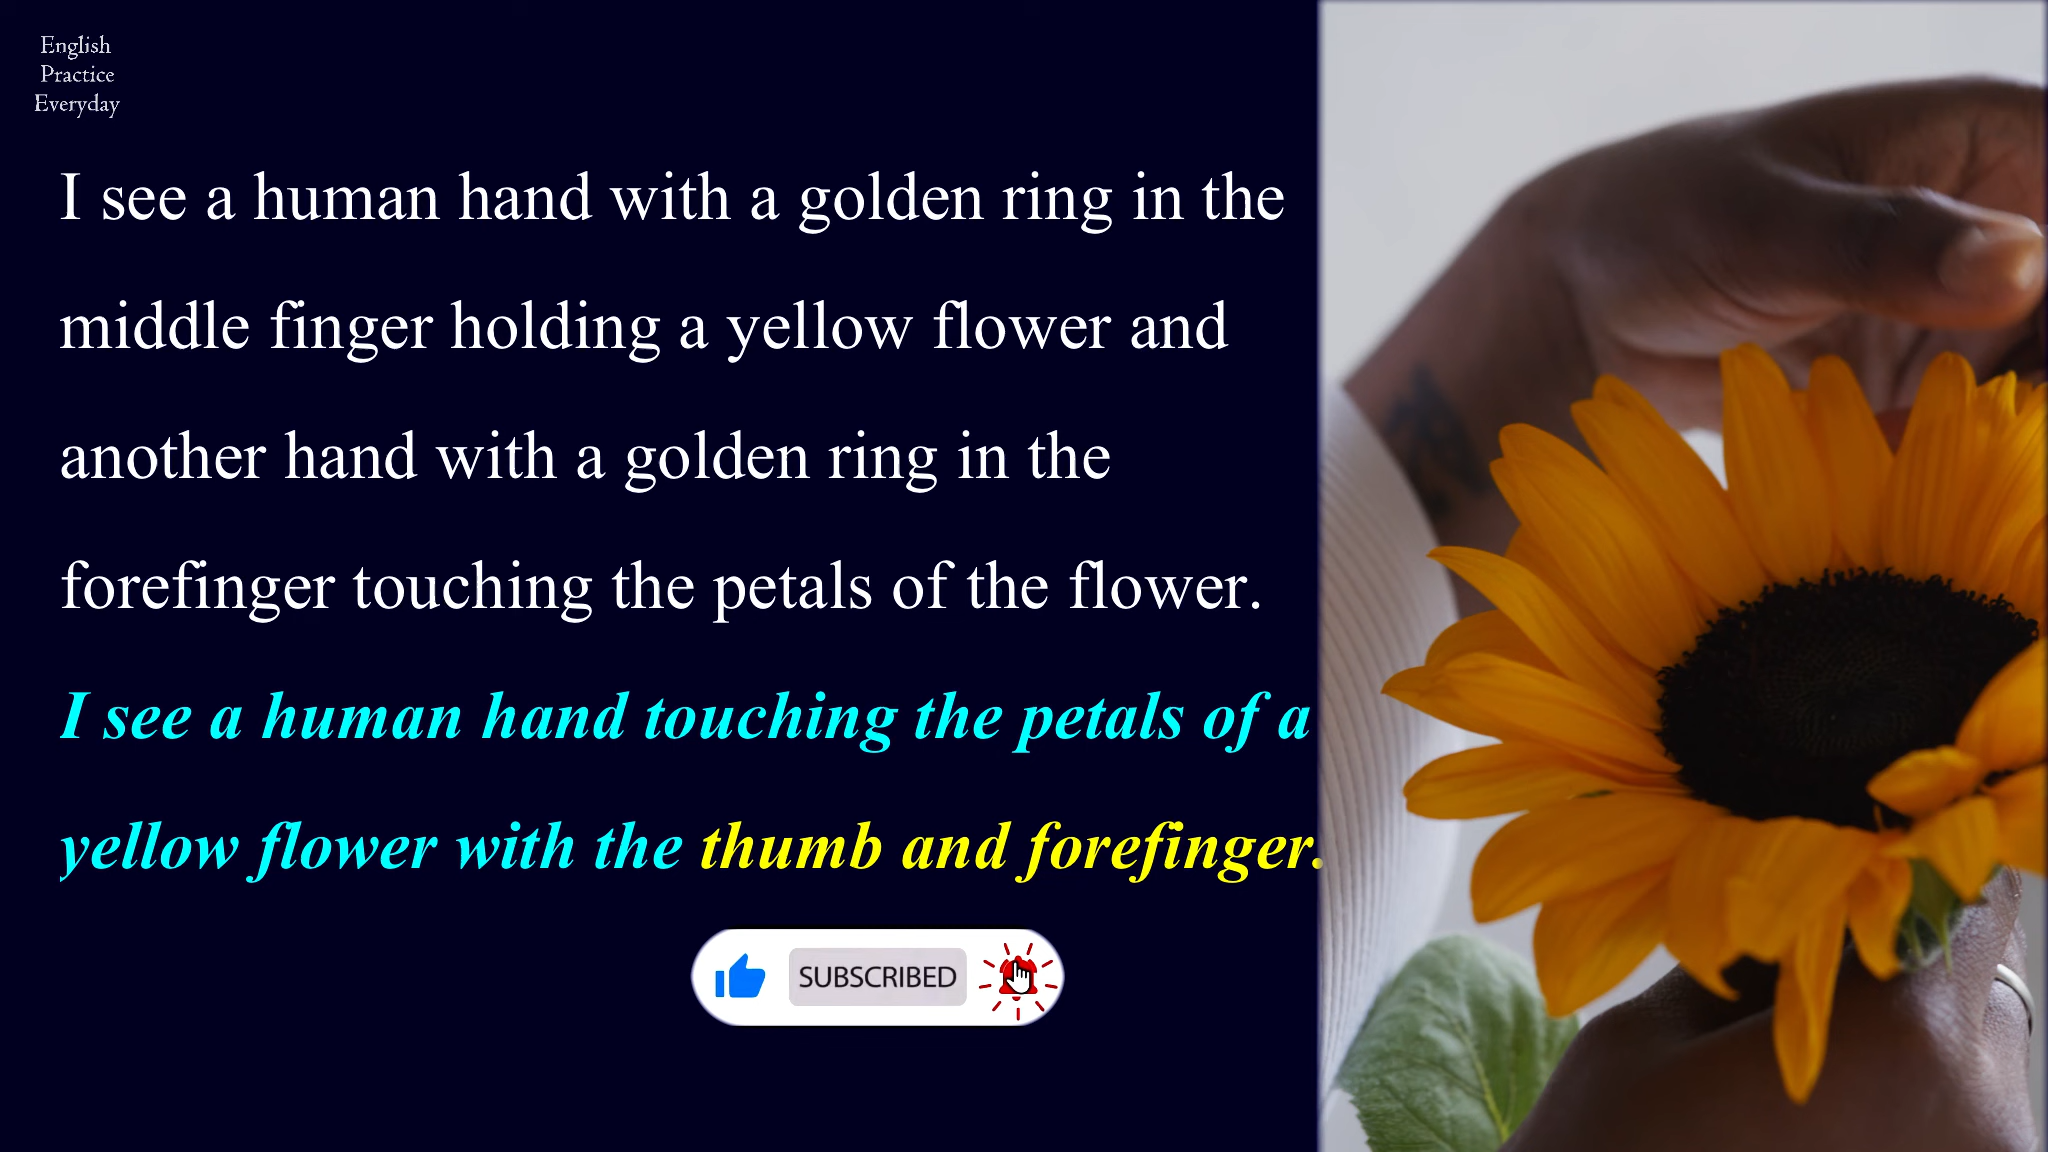 English
Practice
Everyday
I see a human hand with a golden ring in the
middle finger holding a yellow flower and
another hand with a golden ring in the
forefinger touching the petals of the flower.
I see a human hand touching the petals of a
yellow flower with the thumb and forefinger.
SUBSCRIBED